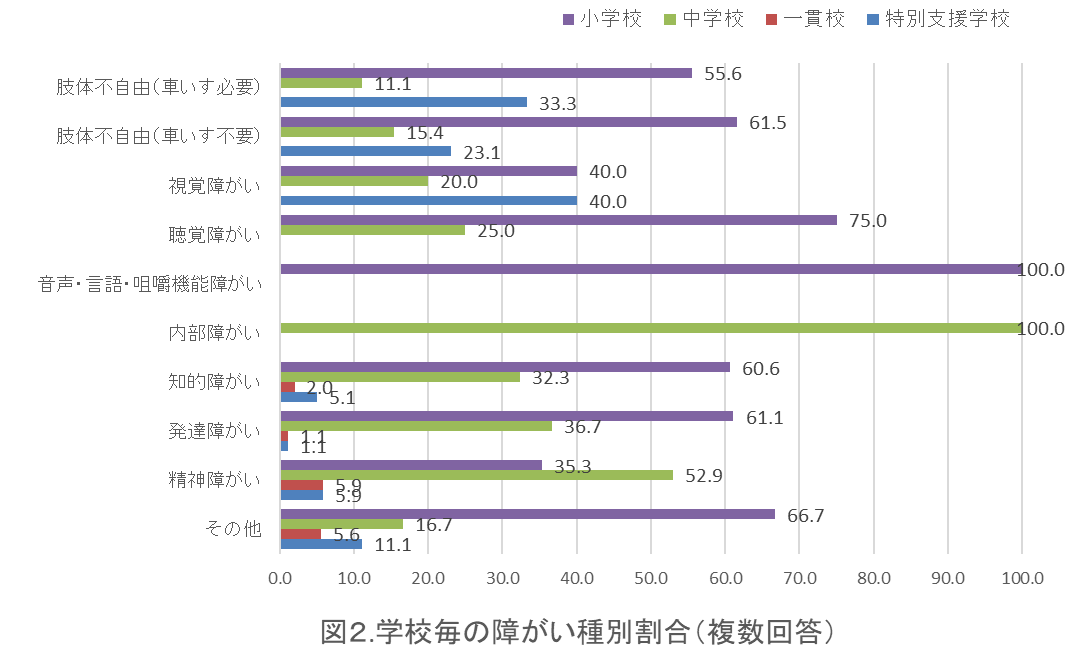 小学校 中学校 一貫校 特別支援学校
肢体不自由(車いす必要) 55.6 11.1 33.3
肢体不自由(車いす不要) 61.5 15.4 23.1
視覚障がい 40.0 20.0 40.0
聴覚障がい 75.0 25.0
音声・言語・咀嚼機能障がい 100.0
内部障がい 100.0
知的障がい 60.6 32.3 2.0 5.1
発達障がい 61.1 36.7 1.1 1.1
精神障がい 35.3 52.9 5.9 5.9
その他 66.7 16.7 5.6 11.1
0.0 10.0 20.0 30.0 40.0 50.0 60.0 70.0 80.0 90.0 100.0
図2.学校毎の障がい種別割合(複数回答)